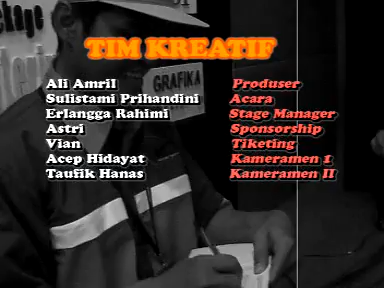 ckage
TIM KREATIF
GRAFIKA
Ali Amril Produser
Sulistami Prihandini Acara
Erlangga Rahimi Stage Manager
Astri Sponsorship
Vian Tiketing
Acep Hidayat Kameramen I
Taufik Hanas Kameramen II